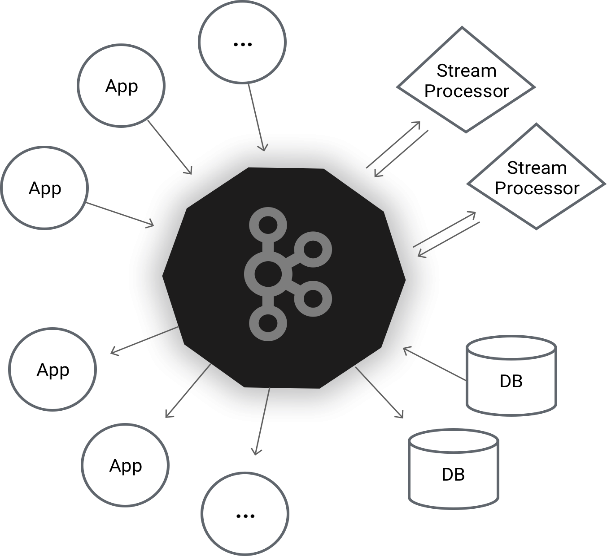 ...
App
Stream
Processor
App
Stream
Processor
App
DB
App
DB
...